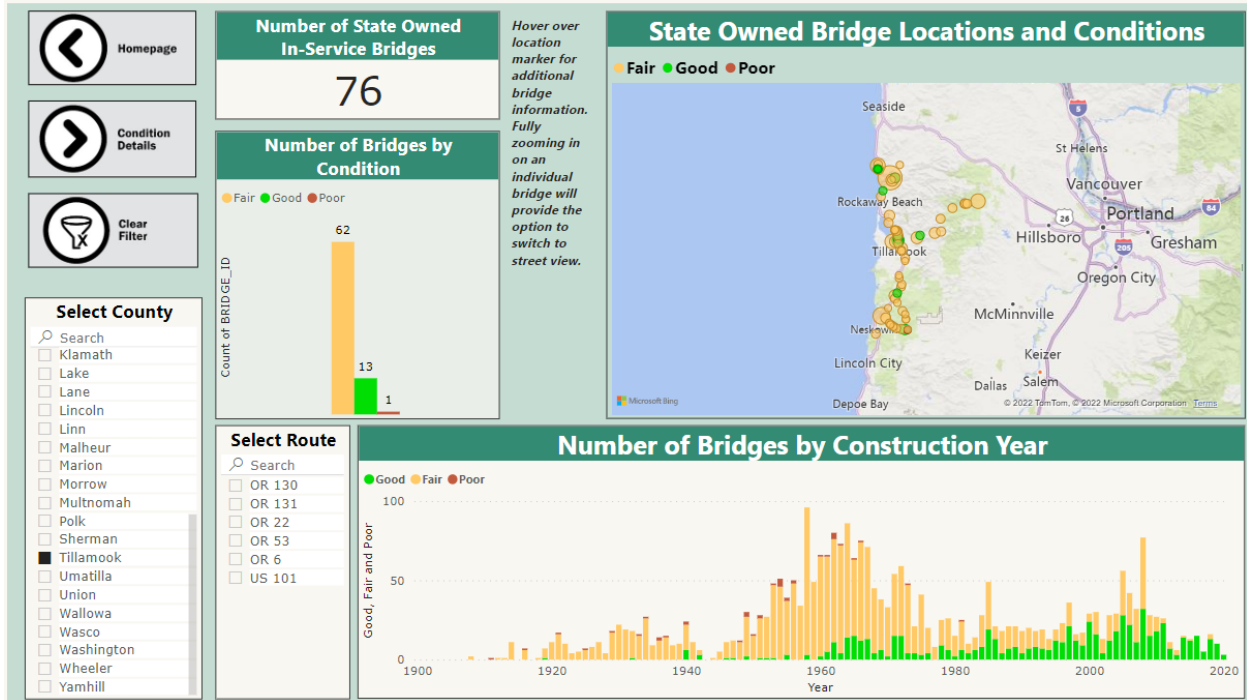 Homepage
Condition
Details
Clear
Filter
Number of State Owned
In-Service Bridges
76
Hover over
location
marker for
additional
bridge
information.
Fully
zooming in
on an
individual
bridge will
provide the
option to
switch to
street view.
Number of Bridges by
Condition
Fair Good Poor
Count of BRIDGE_ID
62
13
1
State Owned Bridge Locations and Conditions
Fair Good Poor
Seaside
5
St Helens
Vancouver
84
Rockaway Beach
26
Portland
Hillsboro
Gresham
205
Tillamook
Oregon City
McMinnville
Lincoln City
Keizer
Dallas
Salem
Depoe Bay
Microsoft Bing
© 2022 TomTom, © 2022 Microsoft Corporation Terms
Select County
Search
Klamath
Lake
Lane
Lincoln
Linn
Malheur
Marion
Morrow
Multnomah
Polk
Sherman
Tillamook
Umatilla
Union
Wallowa
Wasco
Washington
Wheeler
Yamhill
Select Route
Search
OR 130
OR 131
OR 22
OR 53
OR 6
US 101
Number of Bridges by Construction Year
Good Fair Poor
Good, Fair and Poor
100
50
0
1900 1920 1940 1960 1980 2000 2020
Year